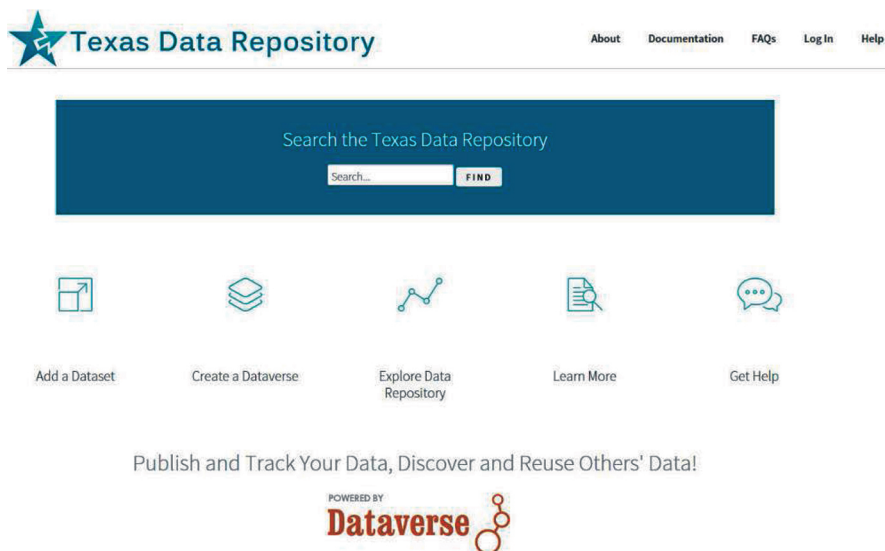 Texas Data Repository
About Documentation FAQs Log In Help
Search the Texas Data Repository
Search... FIND
Add a Dataset Create a Dataverse Explore Data Repository Learn More Get Help
Publish and Track Your Data, Discover and Reuse Others' Data!
POWERED BY
Dataverse